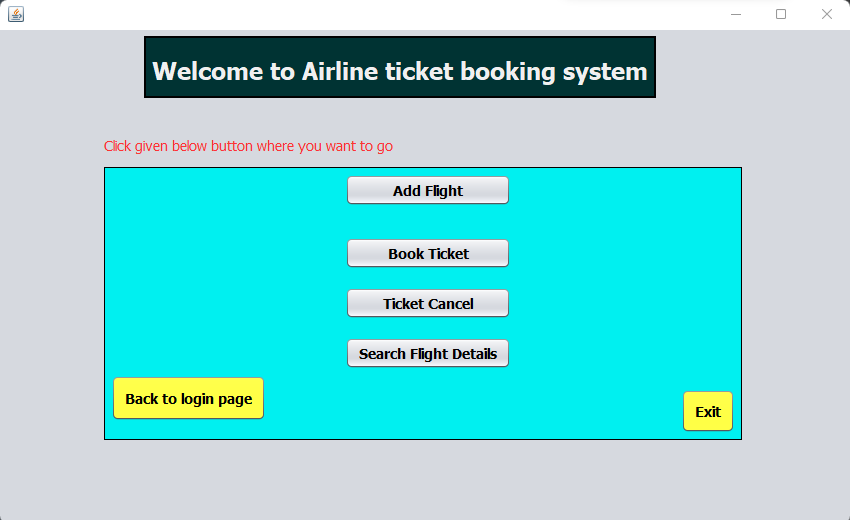 Welcome to Airline ticket booking system
Click given below button where you want to go
Add Flight
Book Ticket
Ticket Cancel
Search Flight Details
Back to login page
Exit